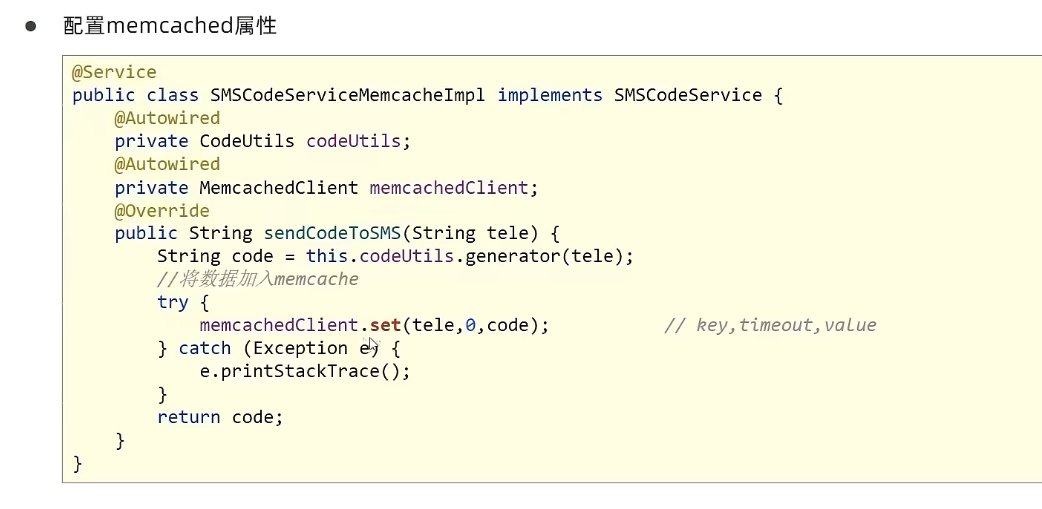 配置memcached属性
@Service
public class SMSCodeServiceMemcacheImpl implements SMSCodeService {
@Autowired
private CodeUtils codeUtils;
@Autowired
private MemcachedClient memcachedClient;
@Override
public String sendCodeToSMS(String tele) {
String code = this.codeUtils.generator(tele);
//将数据加入memcache
try {
memcachedClient.set(tele,0,code); // key,timeout,value
} catch (Exception e) {
e.printStackTrace();
}
return code;
}
}